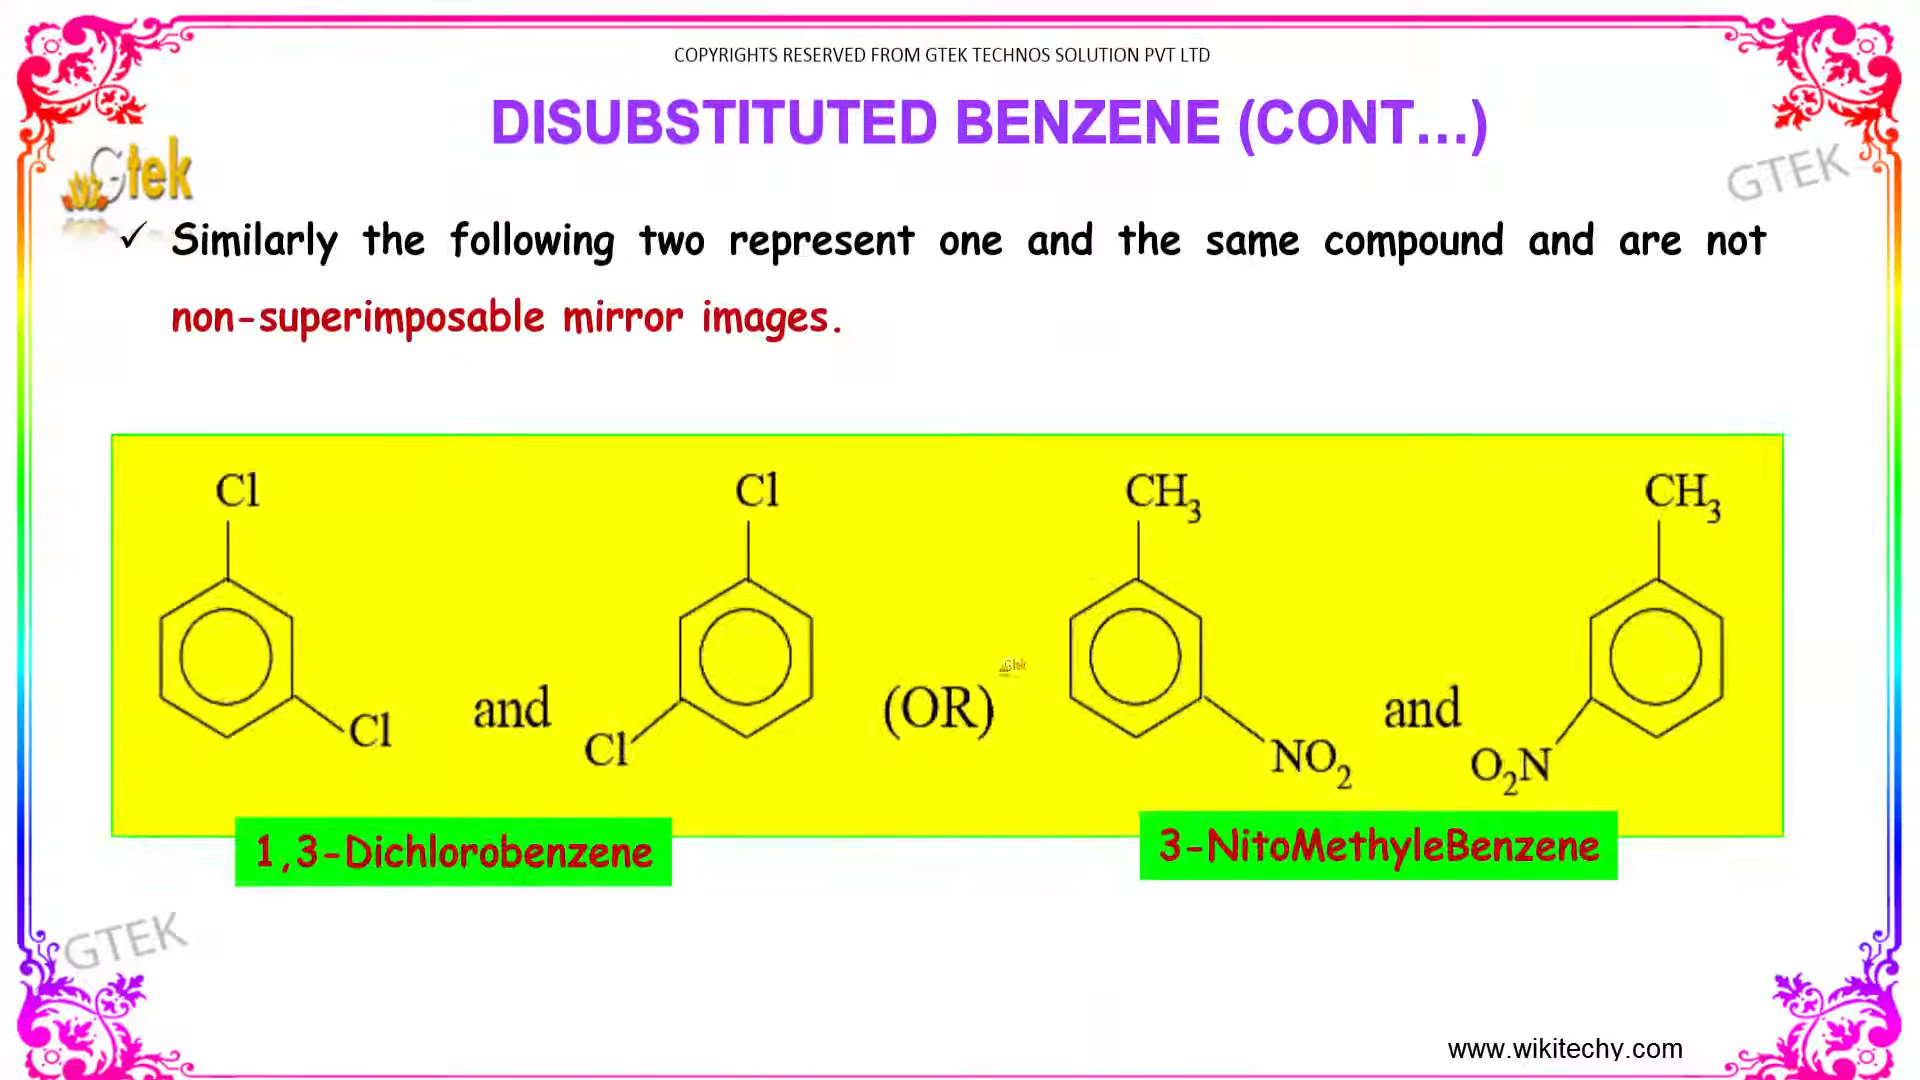 COPYRIGHTS RESERVED FROM GTEK TECHNOS SOLUTION PVT LTD
DISUBSTITUTED BENZENE (CONT...)
Gtek
GTEK
✓ Similarly the following two represent one and the same compound and are not
non-superimposable mirror images.
Cl
Cl
CH3
CH3
Cl
and
Cl
(OR)
Gtek
NO2
and
O2N
1,3-Dichlorobenzene
3-NitoMethyleBenzene
GTEK
www.wikitechy.com